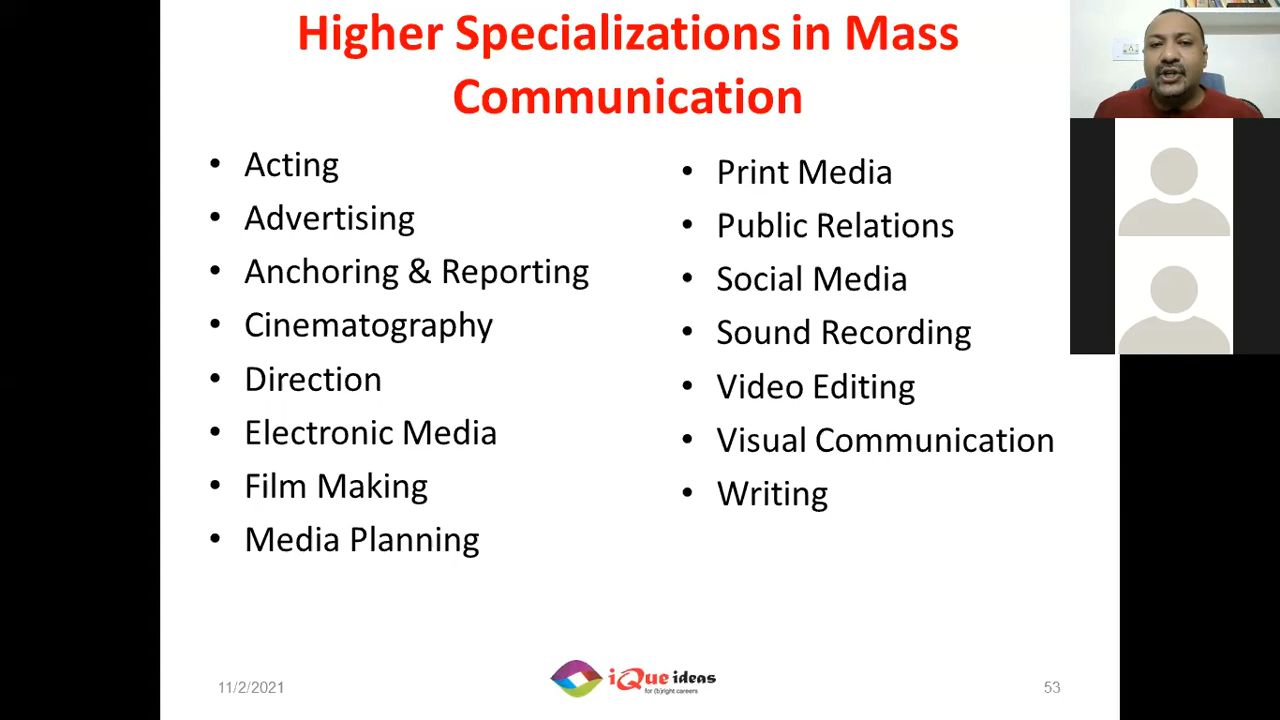 Higher Specializations in Mass
Communication
• Acting
• Advertising
• Anchoring & Reporting
• Cinematography
• Direction
• Electronic Media
• Film Making
• Media Planning
• Print Media
• Public Relations
• Social Media
• Sound Recording
• Video Editing
• Visual Communication
• Writing
11/2/2021
iQue ideas
for (b)right careers
53